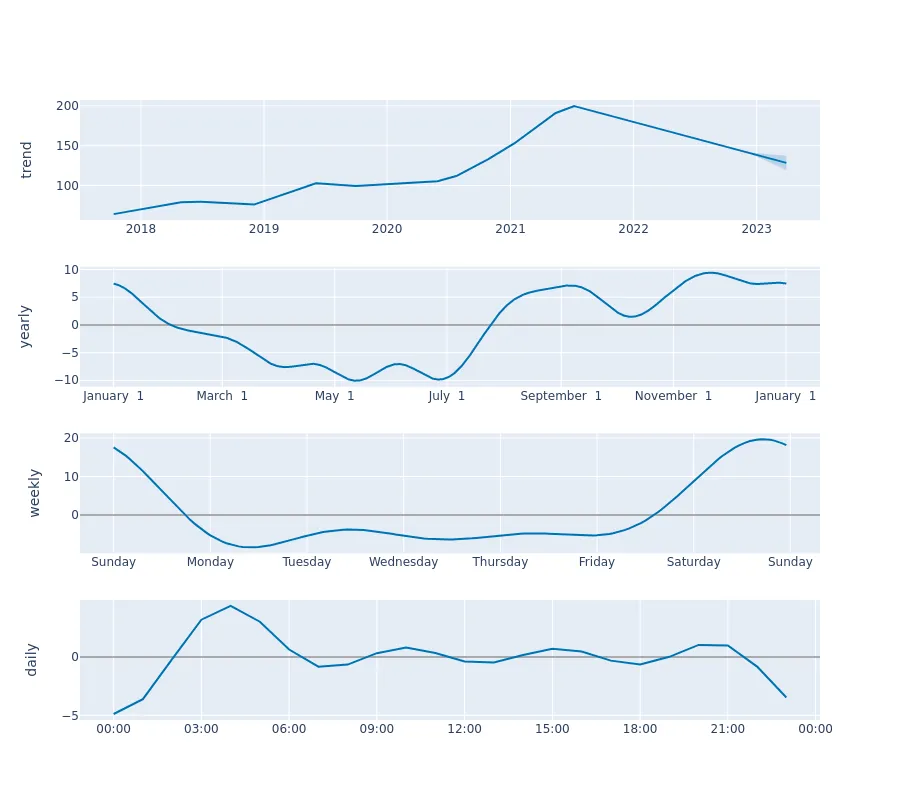 200
150
100
trend
2018 2019 2020 2021 2022 2023
10
5
0
−5
−10
yearly
January 1 March 1 May 1 July 1 September 1 November 1 January 1
20
10
0
weekly
Sunday Monday Tuesday Wednesday Thursday Friday Saturday Sunday
0
−5
daily
00:00 03:00 06:00 09:00 12:00 15:00 18:00 21:00 00:00